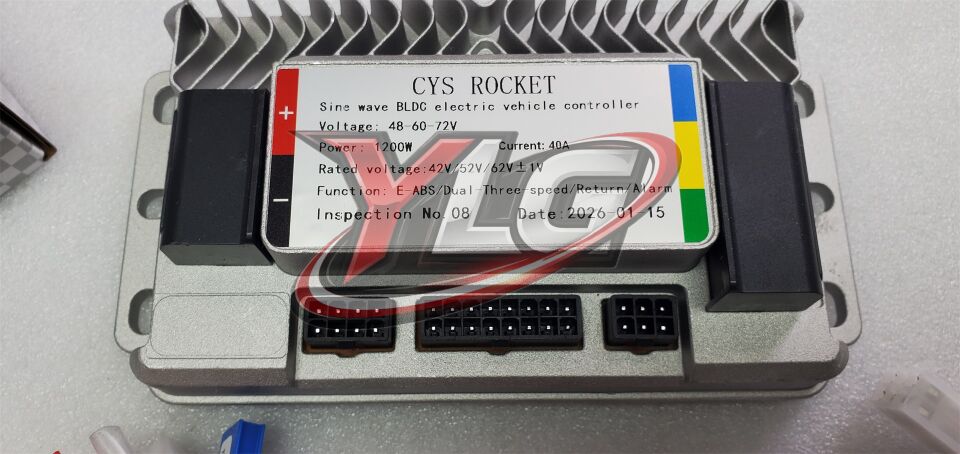 CYS ROCKET
Sine wave BLDC electric vehicle controller
Voltage: 48-60-72V
Power: 1200W Current: 40A
Rated voltage:42V/52V/62V±1V
Function: E-ABS/Dual-Three-speed/Return/Alarm
Inspection No.08 Date:2026-01-15
+
-
YLG